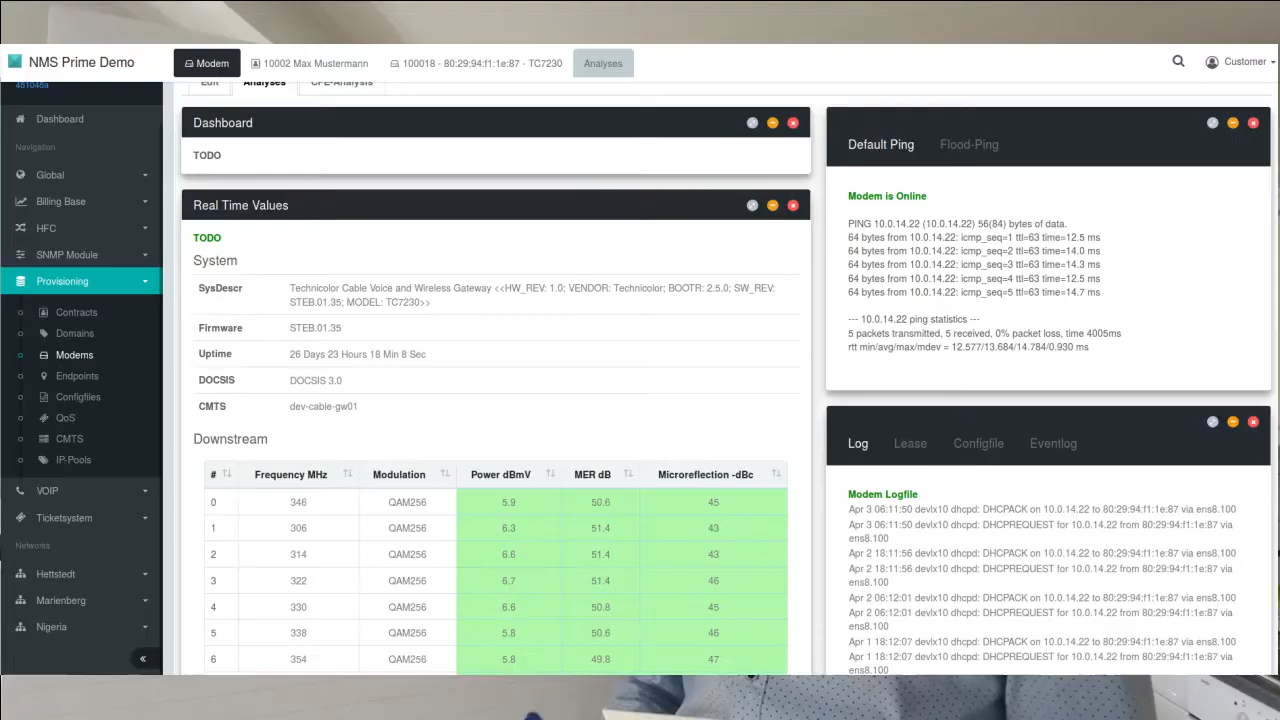 NMS Prime Demo
Modem
10002 Max Mustermann
100018 - 80:29:94:f1:1e:87 - TC7230
Analyses
Customer
481046a
Dashboard
Navigation
Global
Billing Base
HFC
SNMP Module
Provisioning
Contracts
Domains
Modems
Endpoints
Configfiles
QoS
CMTS
IP-Pools
VOIP
Ticketsystem
Networks
Hettstedt
Marienberg
Nigeria
Edit
Analyses
CPE-Analysis
Dashboard
TODO
Real Time Values
TODO
System
SysDescr Technicolor Cable Voice and Wireless Gateway <<HW_REV: 1.0; VENDOR: Technicolor; BOOTR: 2.5.0; SW_REV:
STEB.01.35; MODEL: TC7230>>
Firmware STEB.01.35
Uptime 26 Days 23 Hours 18 Min 8 Sec
DOCSIS DOCSIS 3.0
CMTS dev-cable-gw01
Downstream
# Frequency MHz Modulation Power dBmV MER dB Microreflection -dBc
0 346 QAM256 5.9 50.6 45
1 306 QAM256 6.3 51.4 43
2 314 QAM256 6.6 51.4 43
3 322 QAM256 6.7 51.4 46
4 330 QAM256 6.6 50.8 45
5 338 QAM256 5.8 50.6 46
6 354 QAM256 5.8 49.8 47
Default Ping Flood-Ping
Modem is Online
PING 10.0.14.22 (10.0.14.22) 56(84) bytes of data.
64 bytes from 10.0.14.22: icmp_seq=1 ttl=63 time=12.5 ms
64 bytes from 10.0.14.22: icmp_seq=2 ttl=63 time=14.0 ms
64 bytes from 10.0.14.22: icmp_seq=3 ttl=63 time=14.3 ms
64 bytes from 10.0.14.22: icmp_seq=4 ttl=63 time=12.5 ms
64 bytes from 10.0.14.22: icmp_seq=5 ttl=63 time=14.7 ms
--- 10.0.14.22 ping statistics ---
5 packets transmitted, 5 received, 0% packet loss, time 4005ms
rtt min/avg/max/mdev = 12.577/13.684/14.784/0.930 ms
Log Lease Configfile Eventlog
Modem Logfile
Apr 3 06:11:50 devlx10 dhcpd: DHCPACK on 10.0.14.22 to 80:29:94:f1:1e:87 via ens8.100
Apr 3 06:11:50 devlx10 dhcpd: DHCPREQUEST for 10.0.14.22 from 80:29:94:f1:1e:87 via
ens8.100
Apr 2 18:11:56 devlx10 dhcpd: DHCPACK on 10.0.14.22 to 80:29:94:f1:1e:87 via ens8.100
Apr 2 18:11:56 devlx10 dhcpd: DHCPREQUEST for 10.0.14.22 from 80:29:94:f1:1e:87 via
ens8.100
Apr 2 06:12:01 devlx10 dhcpd: DHCPACK on 10.0.14.22 to 80:29:94:f1:1e:87 via ens8.100
Apr 2 06:12:01 devlx10 dhcpd: DHCPREQUEST for 10.0.14.22 from 80:29:94:f1:1e:87 via
ens8.100
Apr 1 18:12:07 devlx10 dhcpd: DHCPACK on 10.0.14.22 to 80:29:94:f1:1e:87 via ens8.100
Apr 1 18:12:07 devlx10 dhcpd: DHCPREQUEST for 10.0.14.22 from 80:29:94:f1:1e:87 via
ens8.100